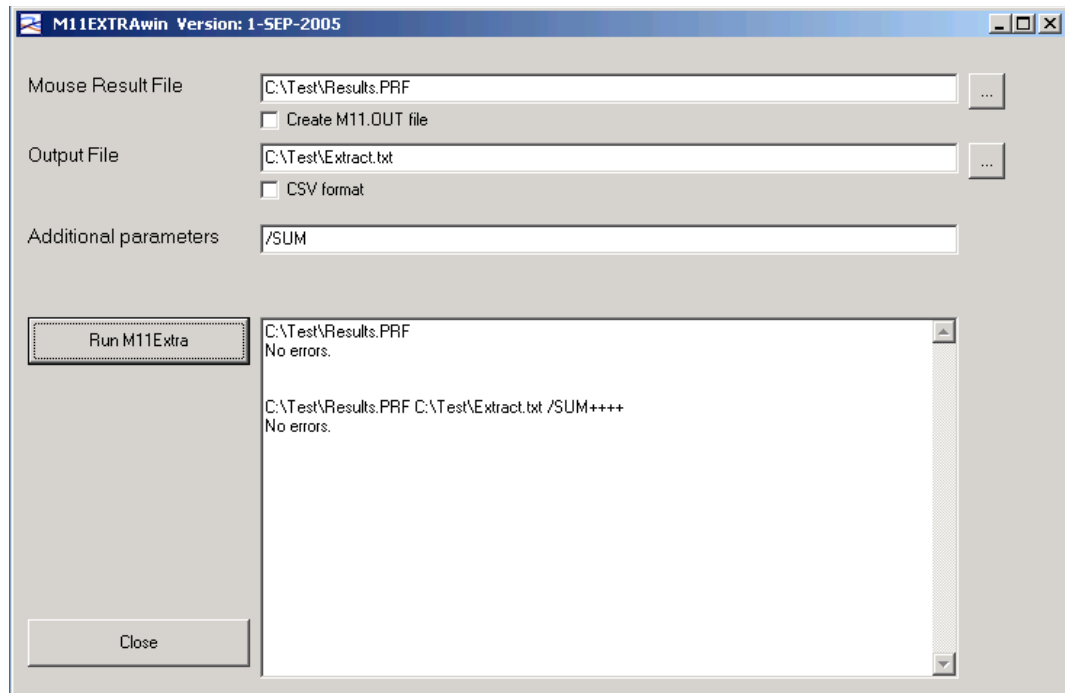 M11EXTRAwin Version: 1-SEP-2005
Mouse Result File
C:\Test\Results.PRF
...
Create M11.OUT file
Output File
C:\Test\Extract.txt
...
CSV format
Additional parameters
/SUM
Run M11Extra
C:\Test\Results.PRF
No errors.
C:\Test\Results.PRF C:\Test\Extract.txt /SUM++++
No errors.
Close